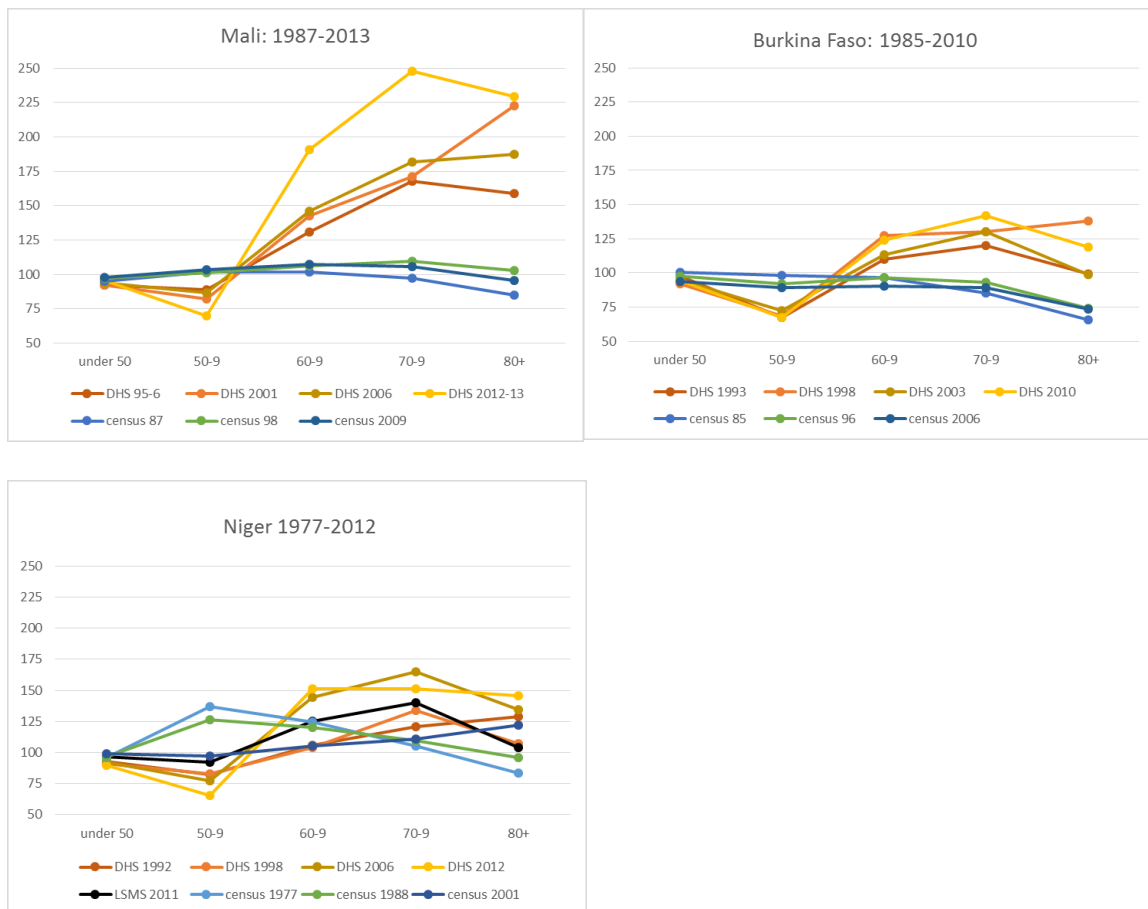 Mali: 1987-2013
250
225
200
175
150
125
100
75
50
under 50 50-9 60-9 70-9 80+
DHS 95-6 DHS 2001 DHS 2006 DHS 2012-13
census 87 census 98 census 2009
Burkina Faso: 1985-2010
250
225
200
175
150
125
100
75
50
under 50 50-9 60-9 70-9 80+
DHS 1993 DHS 1998 DHS 2003 DHS 2010
census 85 census 96 census 2006
Niger 1977-2012
250
225
200
175
150
125
100
75
50
under 50 50-9 60-9 70-9 80+
DHS 1992 DHS 1998 DHS 2006 DHS 2012
LSMS 2011 census 1977 census 1988 census 2001